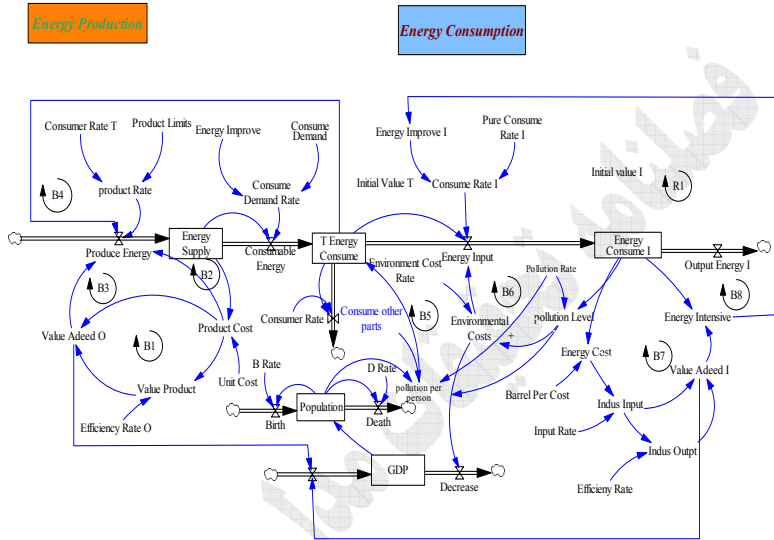 Energy Production
Energy Consumption
Consumer Rate T
Product Limits
Energy Improve
Consume
Demand
Energy Improve I
Pure Consume
Rate I
B4
product Rate
Consume
Demand Rate
Initial Value T
Consume Rate I
Initial value I
R1
Produce Energy
Energy
Supply
Consumable
Energy
T Energy
Consume
Energy Input
Energy
Consume I
Output Energy I
B3
B2
Environment Cost
Rate
Pollution Rate
B6
B8
Value Adeed O
B1
Product Cost
Consumer Rate
Consume other
parts
B5
Environmental
Costs
+
pollution Level
Energy Intensive
Energy Cost
B7
Value Adeed I
Value Product
Unit Cost
B Rate
D Rate
pollution per
person
Barrel Per Cost
Indus Input
Efficiency Rate O
Birth
Population
Death
Input Rate
Indus Outpt
GDP
Decrease
Efficieny Rate